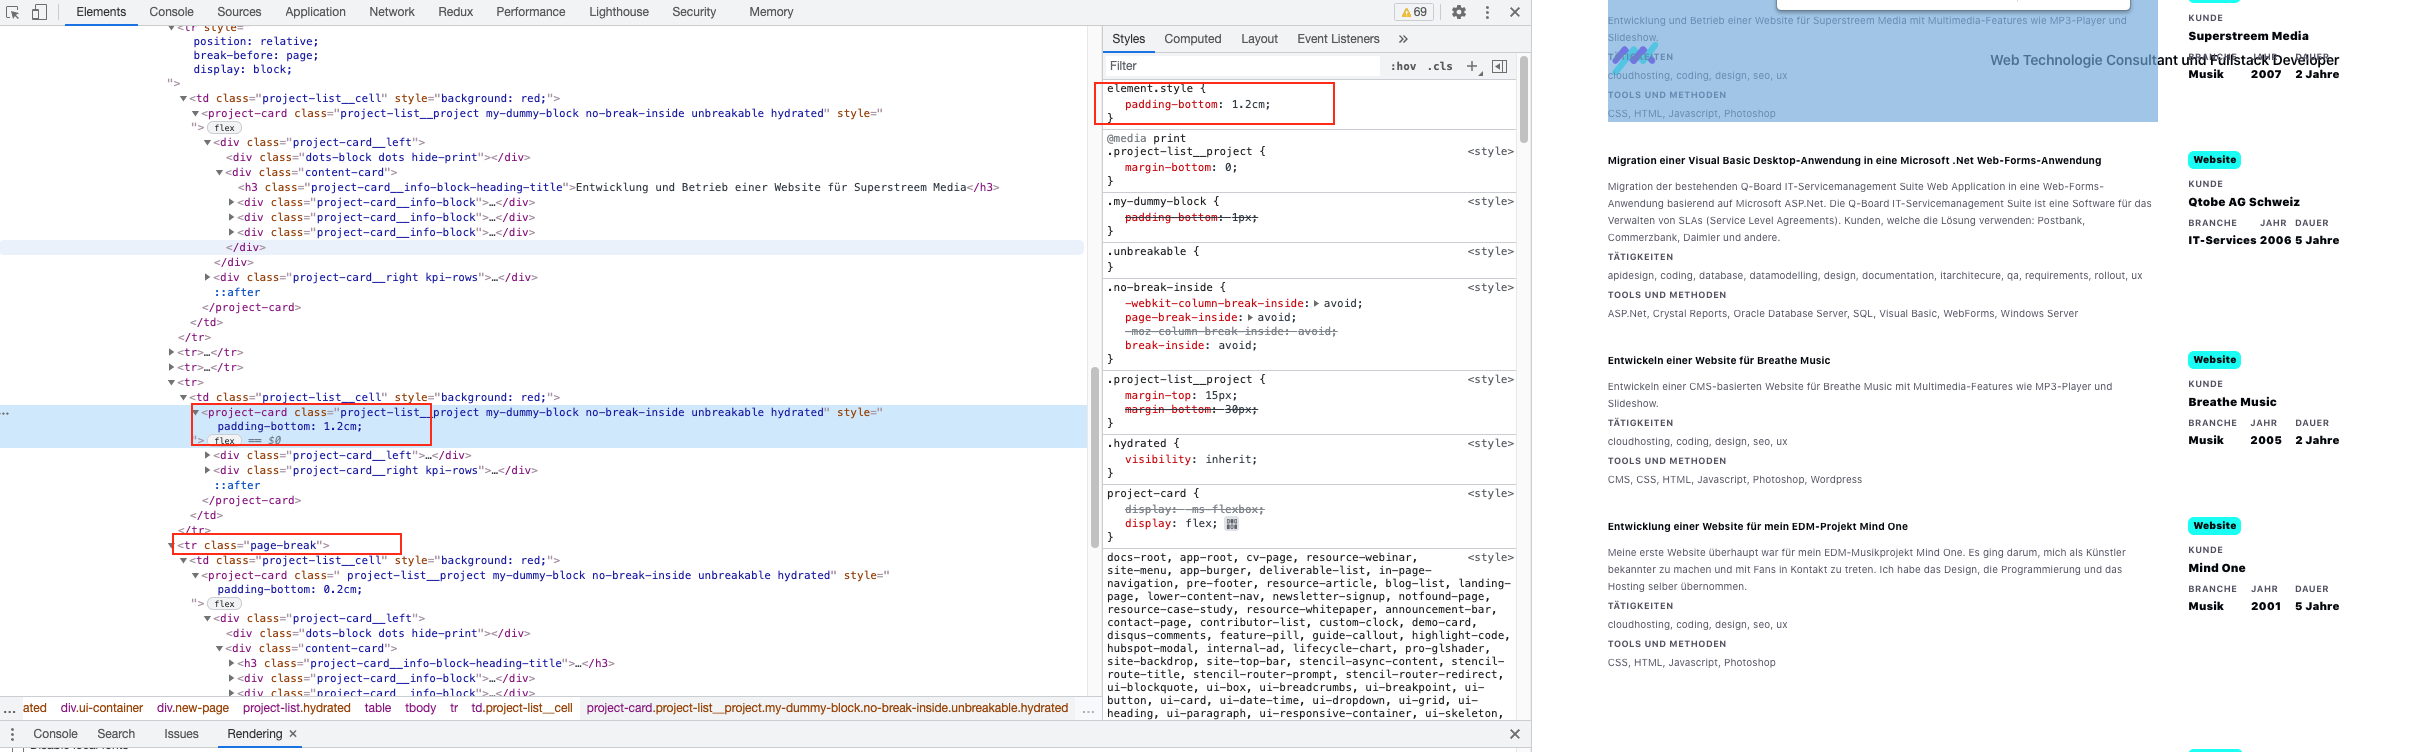 Elements Console Sources Application Network Redux Performance Lighthouse Security Memory 69
<tr style="
position: relative;
break-before: page;
display: block;
">
<td class="project-list__cell" style="background: red;">
<project-card class="project-list__project my-dummy-block no-break-inside unbreakable hydrated" style="
"> flex
<div class="project-card__left">
<div class="dots-block dots hide-print"></div>
<div class="content-card">
<h3 class="project-card__info-block-heading-title">Entwicklung und Betrieb einer Website für Superstreem Media</h3>
<div class="project-card__info-block">…</div>
<div class="project-card__info-block">…</div>
<div class="project-card__info-block">…</div>
</div>
</div>
<div class="project-card__right kpi-rows">…</div>
::after
</project-card>
</td>
</tr>
<tr>…</tr>
<tr>…</tr>
<tr>
<td class="project-list__cell" style="background: red;">
… <project-card class="project-list__project my-dummy-block no-break-inside unbreakable hydrated" style="
padding-bottom: 1.2cm;
"> flex == $0
<div class="project-card__left">…</div>
<div class="project-card__right kpi-rows">…</div>
::after
</project-card>
</td>
</tr>
<tr class="page-break">
<td class="project-list__cell" style="background: red;">
<project-card class=" project-list__project my-dummy-block no-break-inside unbreakable hydrated" style="
padding-bottom: 0.2cm;
"> flex
<div class="project-card__left">
<div class="dots-block dots hide-print"></div>
<div class="content-card">
<h3 class="project-card__info-block-heading-title">…</h3>
<div class="project-card__info-block">…</div>
<div class="project-card__info-block">…</div>
… ated div.ui-container div.new-page project-list.hydrated table tbody tr td.project-list__cell project-card.project-list__project.my-dummy-block.no-break-inside.unbreakable.hydrated …
Console Search Issues Rendering
Disable local fonts
Styles Computed Layout Event Listeners
Filter :hov .cls
element.style {
padding-bottom: 1.2cm;
}
@media print
.project-list__project { <style>
margin-bottom: 0;
}
.my-dummy-block { <style>
padding-bottom: 1px;
}
.unbreakable { <style>
}
.no-break-inside { <style>
-webkit-column-break-inside: avoid;
page-break-inside: avoid;
-moz-column-break-inside: avoid;
break-inside: avoid;
}
.project-list__project { <style>
margin-top: 15px;
margin-bottom: 30px;
}
.hydrated { <style>
visibility: inherit;
}
project-card { <style>
display: -ms-flexbox;
display: flex;
}
docs-root, app-root, cv-page, resource-webinar, <style>
site-menu, app-burger, deliverable-list, in-page-
navigation, pre-footer, resource-article, blog-list, landing-
page, lower-content-nav, newsletter-signup, notfound-page,
resource-case-study, resource-whitepaper, announcement-bar,
contact-page, contributor-list, custom-clock, demo-card,
disqus-comments, feature-pill, guide-callout, highlight-code,
hubspot-modal, internal-ad, lifecycle-chart, pro-glshader,
site-backdrop, site-top-bar, stencil-async-content, stencil-
route-title, stencil-router-prompt, stencil-router-redirect,
ui-blockquote, ui-box, ui-breadcrumbs, ui-breakpoint, ui-
button, ui-card, ui-date-time, ui-dropdown, ui-grid, ui-
heading, ui-paragraph, ui-responsive-container, ui-skeleton,
Entwicklung und Betrieb einer Website für Superstreem Media mit Multimedia-Features wie MP3-Player und
Slideshow.
TÄTIGKEITEN
cloudhosting, coding, design, seo, ux
TOOLS UND METHODEN
CSS, HTML, Javascript, Photoshop
Web Technologie Consultant und Fullstack Developer
KUNDE
Superstreem Media
BRANCHE JAHR DAUER
Musik 2007 2 Jahre
Migration einer Visual Basic Desktop-Anwendung in eine Microsoft .Net Web-Forms-Anwendung
Migration der bestehenden Q-Board IT-Servicemanagement Suite Web Application in eine Web-Forms-
Anwendung basierend auf Microsoft ASP.Net. Die Q-Board IT-Servicemanagement Suite ist eine Software für das
Verwalten von SLAs (Service Level Agreements). Kunden, welche die Lösung verwenden: Postbank,
Commerzbank, Daimler und andere.
TÄTIGKEITEN
apidesign, coding, database, datamodelling, design, documentation, itarchitecure, qa, requirements, rollout, ux
TOOLS UND METHODEN
ASP.Net, Crystal Reports, Oracle Database Server, SQL, Visual Basic, WebForms, Windows Server
Website
KUNDE
Qtobe AG Schweiz
BRANCHE JAHR DAUER
IT-Services 2006 5 Jahre
Entwickeln einer Website für Breathe Music
Entwickeln einer CMS-basierten Website für Breathe Music mit Multimedia-Features wie MP3-Player und
Slideshow.
TÄTIGKEITEN
cloudhosting, coding, design, seo, ux
TOOLS UND METHODEN
CMS, CSS, HTML, Javascript, Photoshop, Wordpress
Website
KUNDE
Breathe Music
BRANCHE JAHR DAUER
Musik 2005 2 Jahre
Entwicklung einer Website für mein EDM-Projekt Mind One
Meine erste Website überhaupt war für mein EDM-Musikprojekt Mind One. Es ging darum, mich als Künstler
bekannter zu machen und mit Fans in Kontakt zu treten. Ich habe das Design, die Programmierung und das
Hosting selber übernommen.
TÄTIGKEITEN
cloudhosting, coding, design, seo, ux
TOOLS UND METHODEN
CSS, HTML, Javascript, Photoshop
Website
KUNDE
Mind One
BRANCHE JAHR DAUER
Musik 2001 5 Jahre